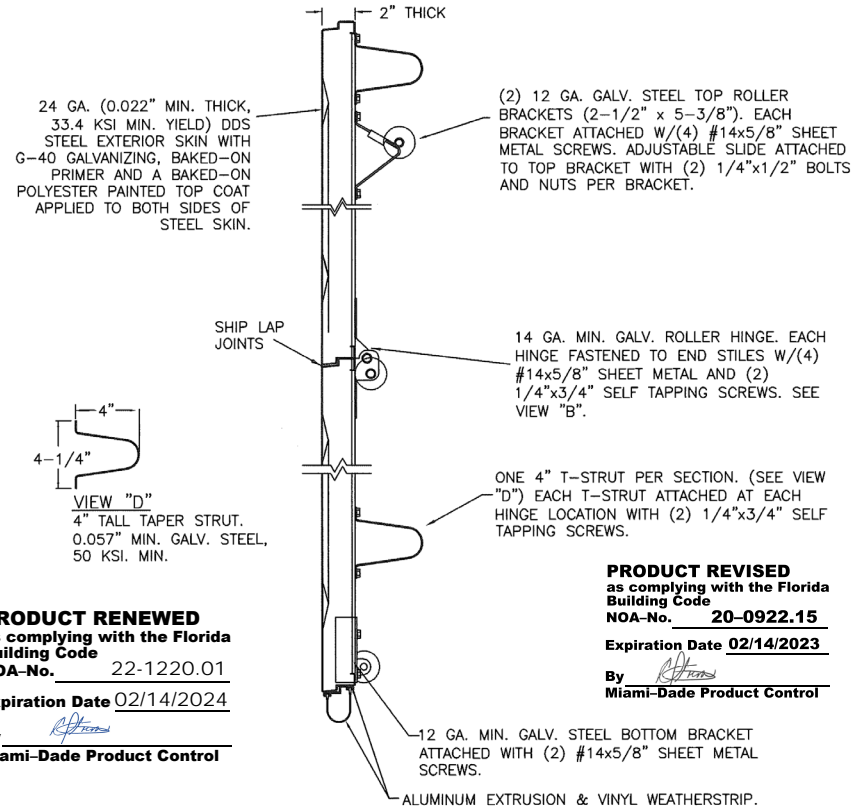 2" THICK
24 GA. (0.022" MIN. THICK,
33.4 KSI MIN. YIELD) DDS
STEEL EXTERIOR SKIN WITH
G-40 GALVANIZING, BAKED-ON
PRIMER AND A BAKED-ON
POLYESTER PAINTED TOP COAT
APPLIED TO BOTH SIDES OF
STEEL SKIN.
(2) 12 GA. GALV. STEEL TOP ROLLER
BRACKETS (2-1/2" x 5-3/8"). EACH
BRACKET ATTACHED W/(4) #14x5/8" SHEET
METAL SCREWS. ADJUSTABLE SLIDE ATTACHED
TO TOP BRACKET WITH (2) 1/4"x1/2" BOLTS
AND NUTS PER BRACKET.
SHIP LAP
JOINTS
14 GA. MIN. GALV. ROLLER HINGE. EACH
HINGE FASTENED TO END STILES W/(4)
#14x5/8" SHEET METAL AND (2)
1/4"x3/4" SELF TAPPING SCREWS. SEE
VIEW "B".
4"
4-1/4"
VIEW "D"
4" TALL TAPER STRUT.
0.057" MIN. GALV. STEEL,
50 KSI. MIN.
ONE 4" T-STRUT PER SECTION. (SEE VIEW
"D") EACH T-STRUT ATTACHED AT EACH
HINGE LOCATION WITH (2) 1/4"x3/4" SELF
TAPPING SCREWS.
PRODUCT REVISED
as complying with the Florida
Building Code
NOA-No. 20-0922.15
Expiration Date 02/14/2023
By
Miami-Dade Product Control
RODUCT RENEWED
s complying with the Florida
uilding Code
OA-No. 22-1220.01
piration Date 02/14/2024
ami-Dade Product Control
12 GA. MIN. GALV. STEEL BOTTOM BRACKET
ATTACHED WITH (2) #14x5/8" SHEET METAL
SCREWS.
ALUMINUM EXTRUSION & VINYL WEATHERSTRIP.